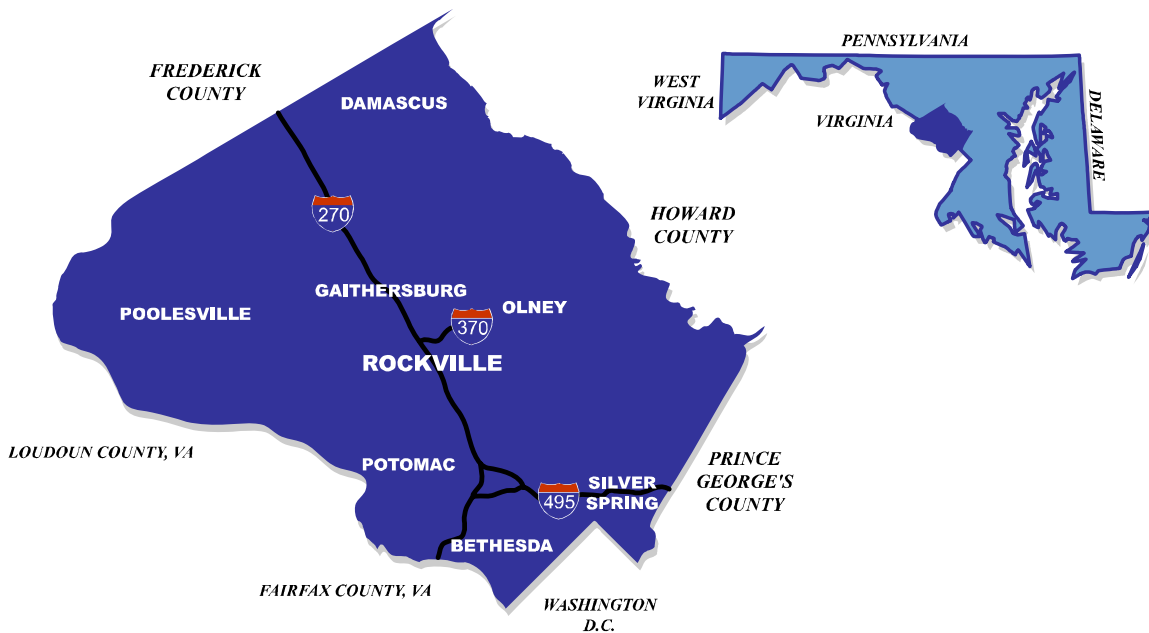 FREDERICK
COUNTY
DAMASCUS
270
HOWARD
COUNTY
GAITHERSBURG
OLNEY
POOLESVILLE
370
ROCKVILLE
LOUDOUN COUNTY, VA
POTOMAC
PRINCE
GEORGE'S
COUNTY
SILVER
SPRING
495
BETHESDA
FAIRFAX COUNTY, VA
WASHINGTON
D.C.
PENNSYLVANIA
WEST
VIRGINIA
VIRGINIA
DELAWARE